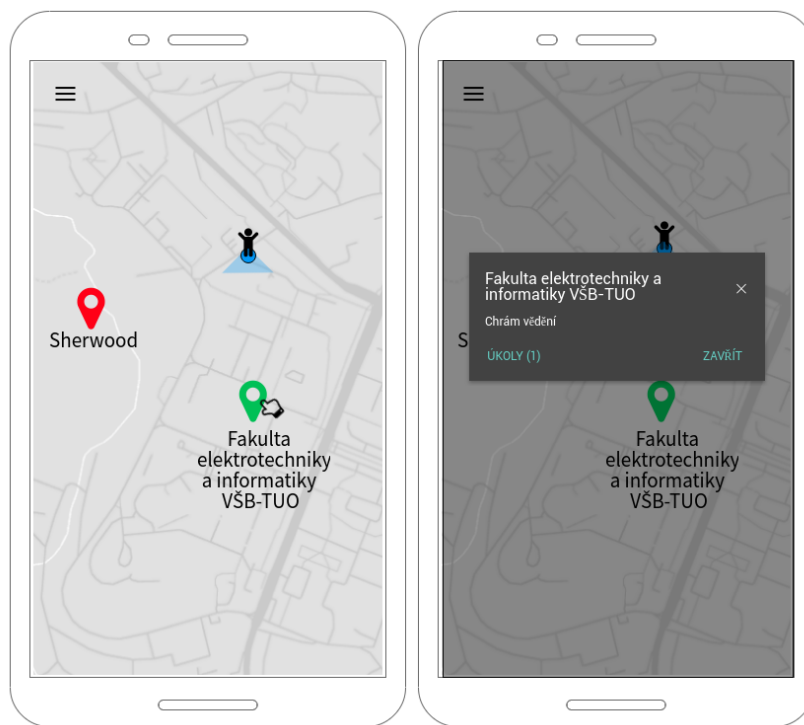 Sherwood
Fakulta
elektrotechniky
a informatiky
VŠB-TUO
Fakulta elektrotechniky a
informatiky VŠB-TUO
Chrám vědění
S
ÚKOLY (1)
ZAVŘÍT
Fakulta
elektrotechniky
a informatiky
VŠB-TUO